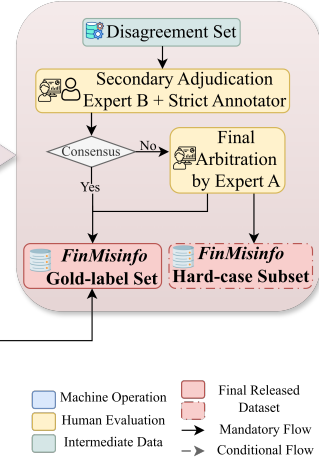 Disagreement Set
Secondary Adjudication
Expert B + Strict Annotator
Consensus
No
Final
Arbitration
by Expert A
Yes
FinMisinfo
Gold-label Set
FinMisinfo
Hard-case Subset
Machine Operation
Human Evaluation
Intermediate Data
Final Released
Dataset
Mandatory Flow
Conditional Flow